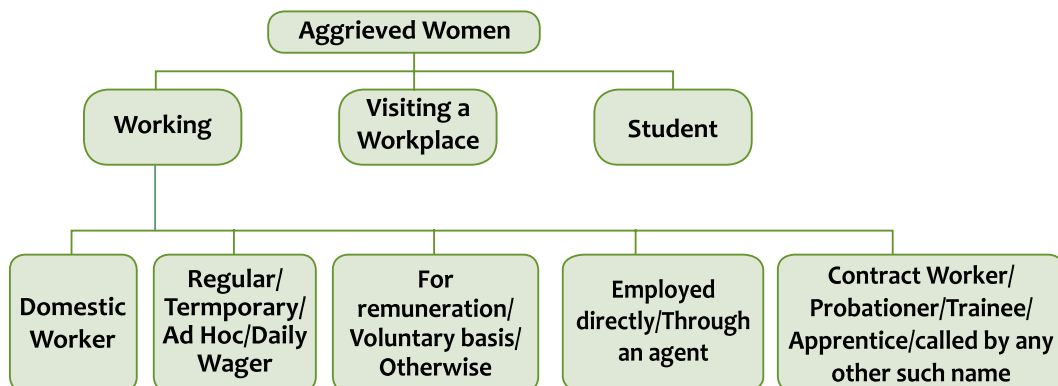 Aggrieved Women
Working
Visiting a
Workplace
Student
Domestic
Worker
Regular/
Termporary/
Ad Hoc/Daily
Wager
For
remuneration/
Voluntary basis/
Otherwise
Employed
directly/Through
an agent
Contract Worker/
Probationer/Trainee/
Apprentice/called by any
other such name